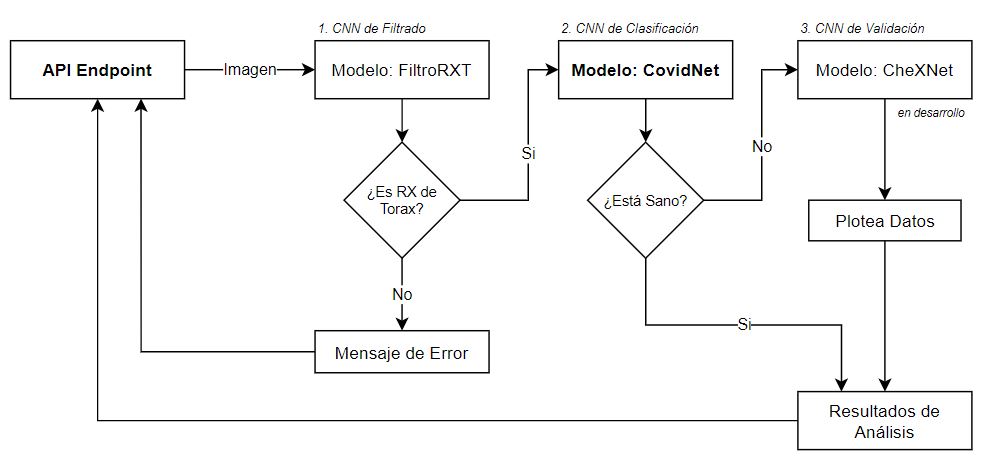 1. CNN de Filtrado
2. CNN de Clasificación
3. CNN de Validación
API Endpoint
Imagen
Modelo: FiltroRXT
Modelo: CovidNet
Modelo: CheXNet
en desarrollo
Si
No
¿Es RX de
Torax?
¿Está Sano?
Plotea Datos
No
Si
Mensaje de Error
Resultados de
Análisis